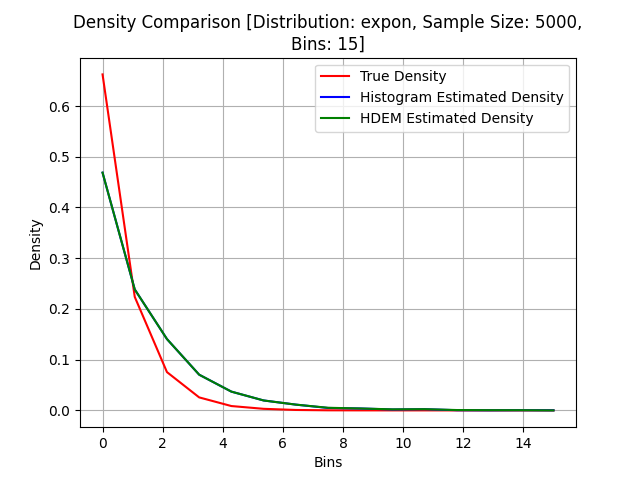 Density Comparison [Distribution: expon, Sample Size: 5000,
Bins: 15]
True Density
Histogram Estimated Density
HDEM Estimated Density
Density
0.6
0.5
0.4
0.3
0.2
0.1
0.0
0 2 4 6 8 10 12 14
Bins